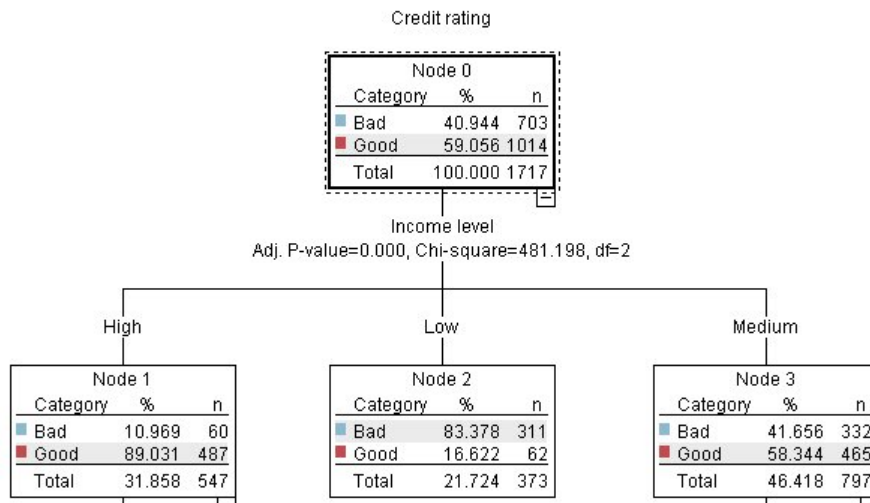 Credit rating
Node 0
Category % n
Bad 40.944 703
Good 59.056 1014
Total 100.000 1717
Income level
Adj. P-value=0.000, Chi-square=481.198, df=2
High Low Medium
Node 1 Node 2 Node 3
Category % n Category % n Category % n
Bad 10.969 60 Bad 83.378 311 Bad 41.656 332
Good 89.031 487 Good 16.622 62 Good 58.344 465
Total 31.858 547 Total 21.724 373 Total 46.418 797